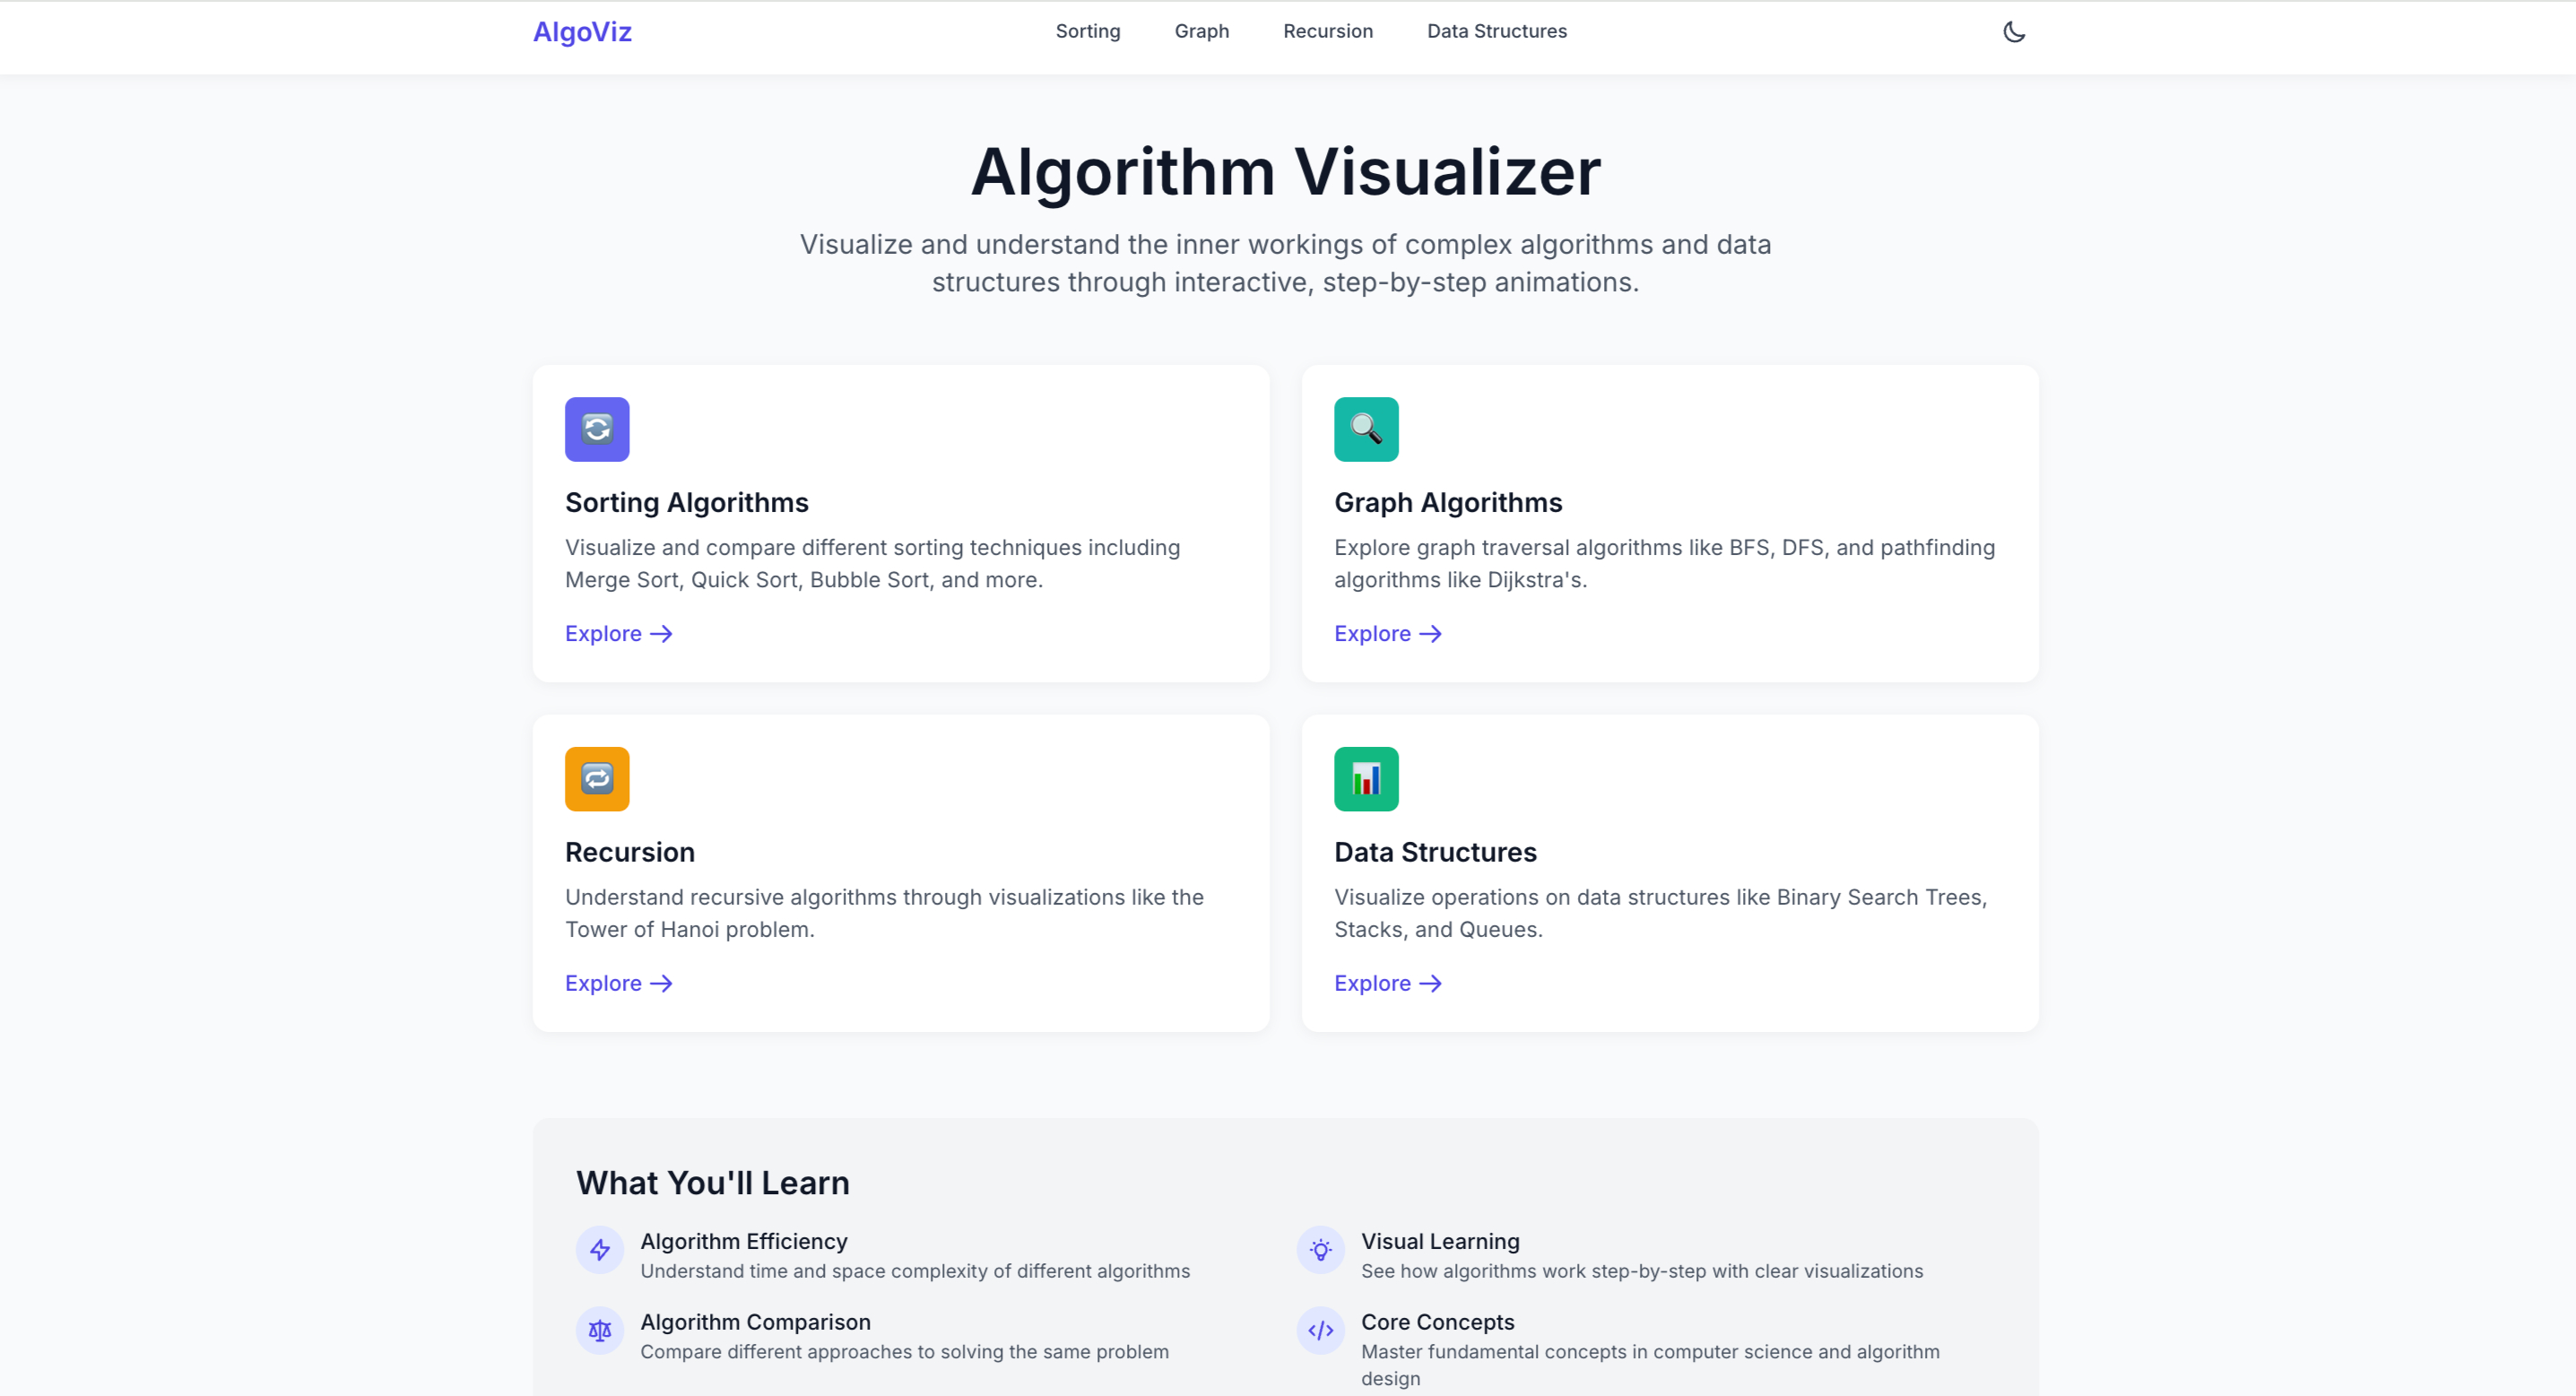 AlgoViz
Sorting
Graph
Recursion
Data Structures
Algorithm Visualizer
Visualize and understand the inner workings of complex algorithms and data
structures through interactive, step-by-step animations.
Sorting Algorithms
Visualize and compare different sorting techniques including
Merge Sort, Quick Sort, Bubble Sort, and more.
Explore →
Graph Algorithms
Explore graph traversal algorithms like BFS, DFS, and pathfinding
algorithms like Dijkstra's.
Explore →
Recursion
Understand recursive algorithms through visualizations like the
Tower of Hanoi problem.
Explore →
Data Structures
Visualize operations on data structures like Binary Search Trees,
Stacks, and Queues.
Explore →
What You'll Learn
Algorithm Efficiency
Understand time and space complexity of different algorithms
Visual Learning
See how algorithms work step-by-step with clear visualizations
Algorithm Comparison
Compare different approaches to solving the same problem
Core Concepts
Master fundamental concepts in computer science and algorithm
design